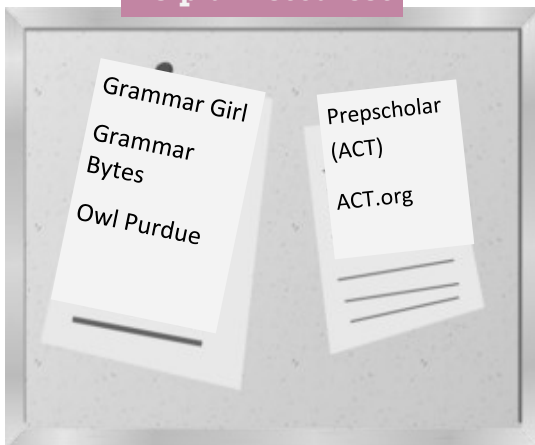 Grammar Girl
Grammar
Bytes
Owl Purdue
Prepscholar
(ACT)
ACT.org